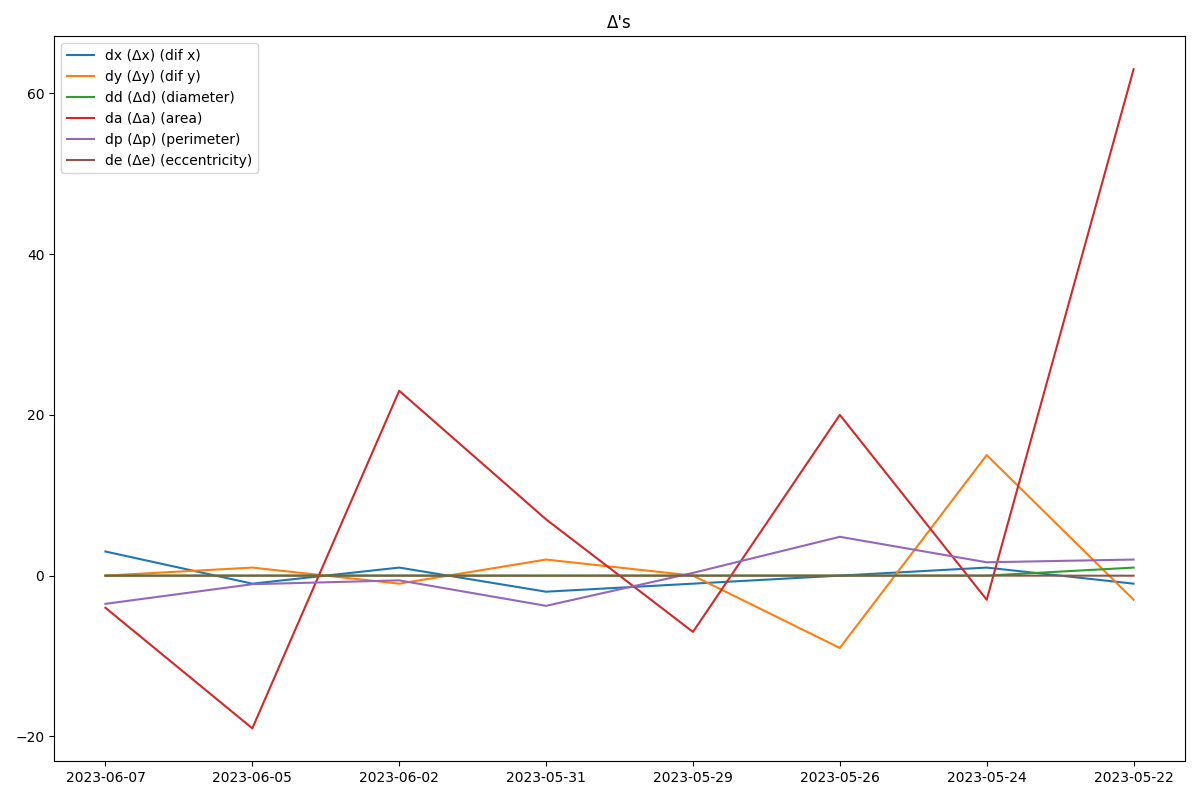 Δ's
dx (Δx) (dif x)
dy (Δy) (dif y)
dd (Δd) (diameter)
da (Δa) (area)
dp (Δp) (perimeter)
de (Δe) (eccentricity)
60
40
20
0
−20
2023-06-07 2023-06-05 2023-06-02 2023-05-31 2023-05-29 2023-05-26 2023-05-24 2023-05-22